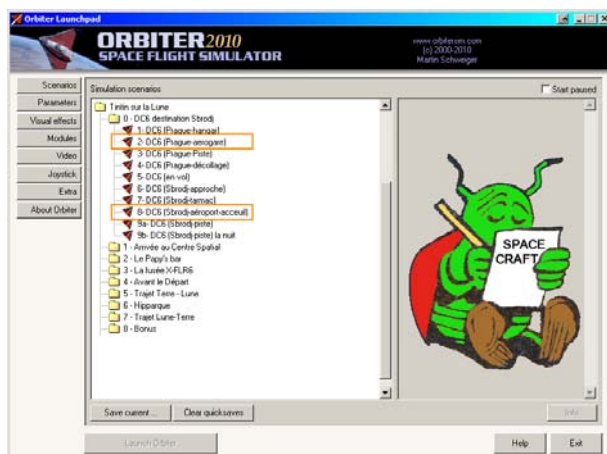 Orbiter Launchpad
ORBITER2010
SPACE FLIGHT SIMULATOR
www.orbitersim.com
(c) 2000-2010
Martin Schweiger
Scenarios
Parameters
Visual effects
Modules
Video
Joystick
Extra
About Orbiter
Simulation scenarios
Start paused
Tintin sur la Lune
0 - DC6 destination Sbrodj
1- DC6 (Prague-hangar)
2- DC6 (Prague-aerogare)
3- DC6 (Prague-Piste)
4- DC6 (Prague-décollage)
5- DC6 (en vol)
6- DC6 (Sbrodj-approche)
7- DC6 (Sbrodj-tarmac)
8- DC6 (Sbrodj-aéroport-acceuil)
9a- DC6 (Sbrodj-piste)
9b- DC6 (Sbrodj-piste) la nuit
1 - Arrivée au Centre Spatial
2 - Le Papy's bar
3 - La fusée X-FLR6
4 - Avant le Départ
5 - Trajet Terre - Lune
6 - Hipparque
7 - Trajet Lune-Terre
8 - Bonus
SPACE
CRAFT
Save current ...
Clear quicksaves
Info
Launch Orbiter
Help
Exit